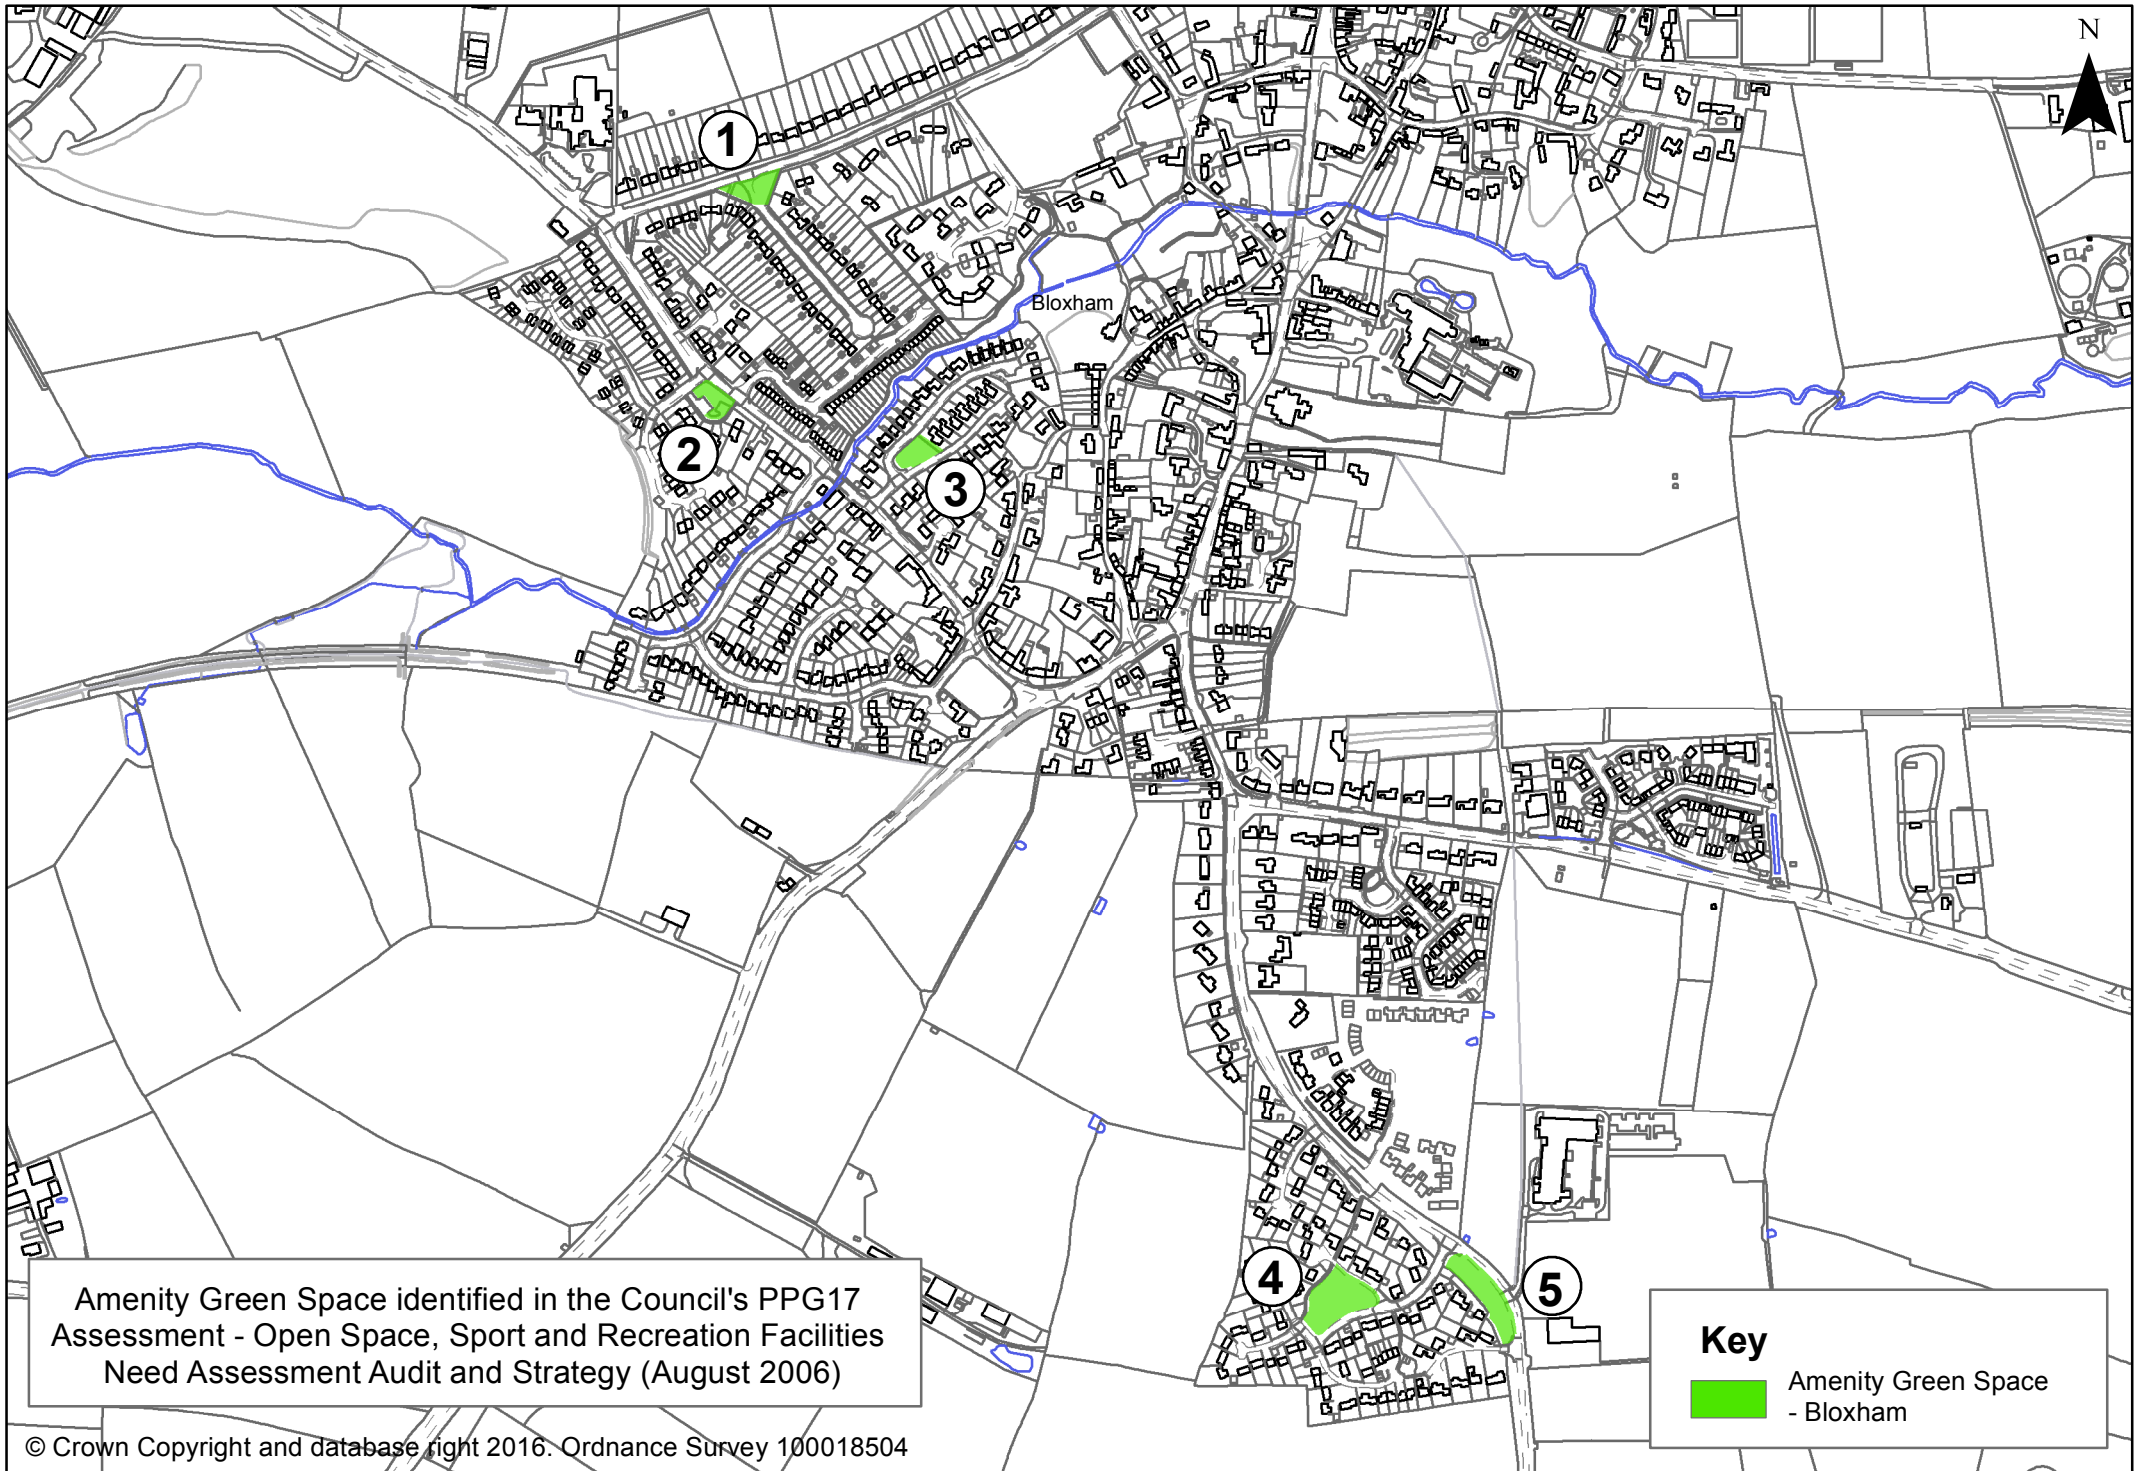 N
1
Bloxham
2
3
4
5
Amenity Green Space identified in the Council's PPG17
Assessment - Open Space, Sport and Recreation Facilities
Need Assessment Audit and Strategy (August 2006)
Key
Amenity Green Space
- Bloxham
© Crown Copyright and database right 2016. Ordnance Survey 100018504